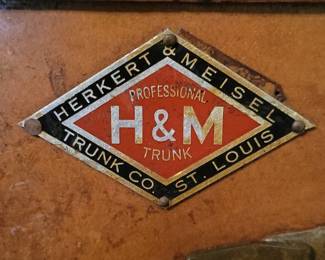 HERKERT & MEISEL
TRUNK CO. ST. LOUIS
PROFESSIONAL
H&M
TRUNK